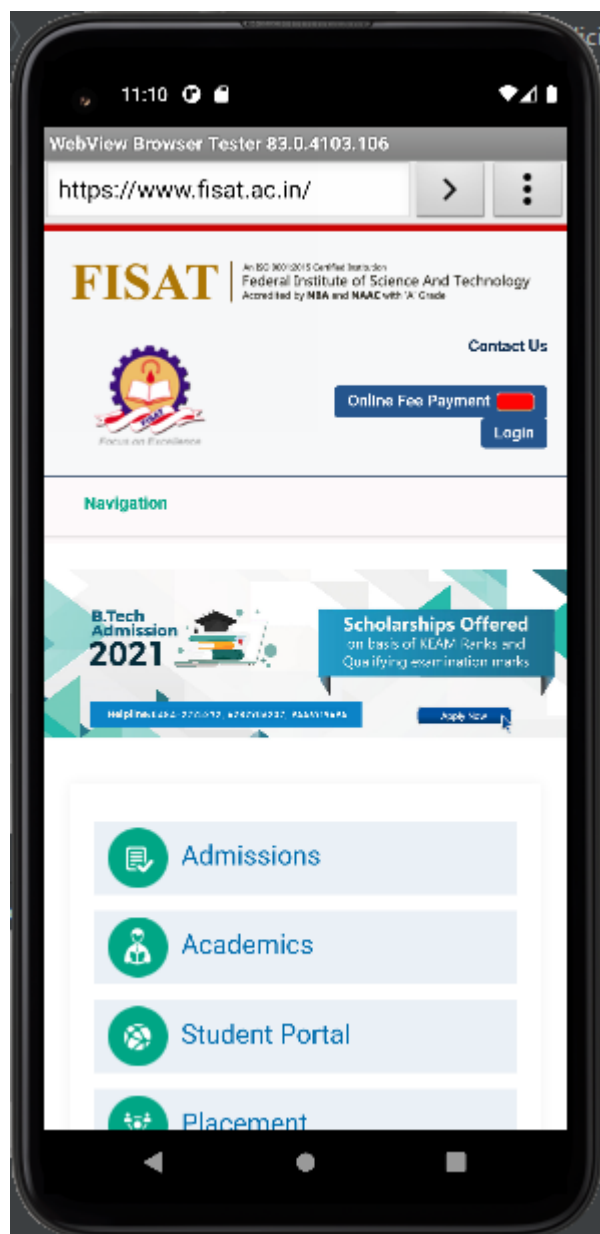 11:10
WebView Browser Tester 83.0.4103.106
https://www.fisat.ac.in/
FISAT
An ISO 9001:2015 Certified Institution
Federal Institute of Science And Technology
Accredited by NBA and NAAC with 'A' Grade
Contact Us
FISAT
Focus on Excellence
Online Fee Payment
Login
Navigation
B.Tech
Admission
2021
Scholarships Offered
on basis of KEAM Ranks and
Qualifying examination marks
Helpline:
Apply Now
Admissions
Academics
Student Portal
Placement